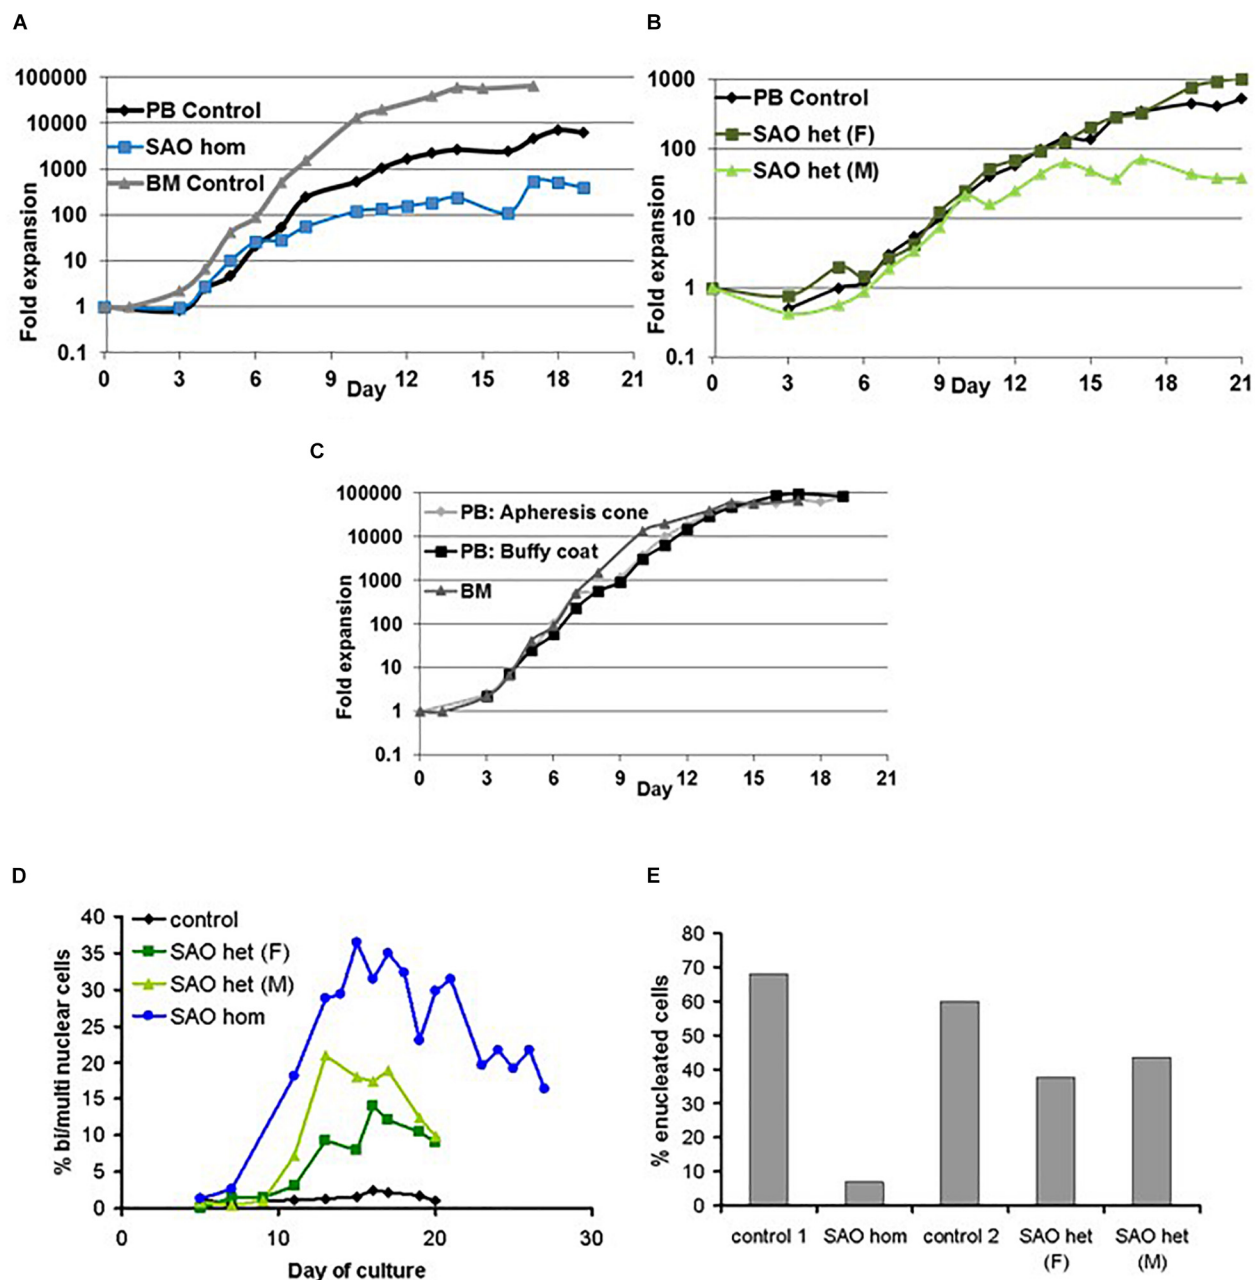 A
100000
10000
1000
100
10
1
0.1
Fold expansion
PB Control
SAO hom
BM Control
0 3 6 9 12 15 18 21
Day
B
1000
100
10
1
0.1
Fold expansion
PB Control
SAO het (F)
SAO het (M)
0 3 6 9 12 15 18 21
Day
C
100000
10000
1000
100
10
1
0.1
Fold expansion
PB: Apheresis cone
PB: Buffy coat
BM
0 3 6 9 12 15 18 21
Day
D
40
35
30
25
20
15
10
5
0
% bi/multi nuclear cells
control
SAO het (F)
SAO het (M)
SAO hom
0 10 20 30
Day of culture
E
80
70
60
50
40
30
20
10
0
% enucleated cells
control 1 SAO hom control 2 SAO het SAO het
(F) (M)